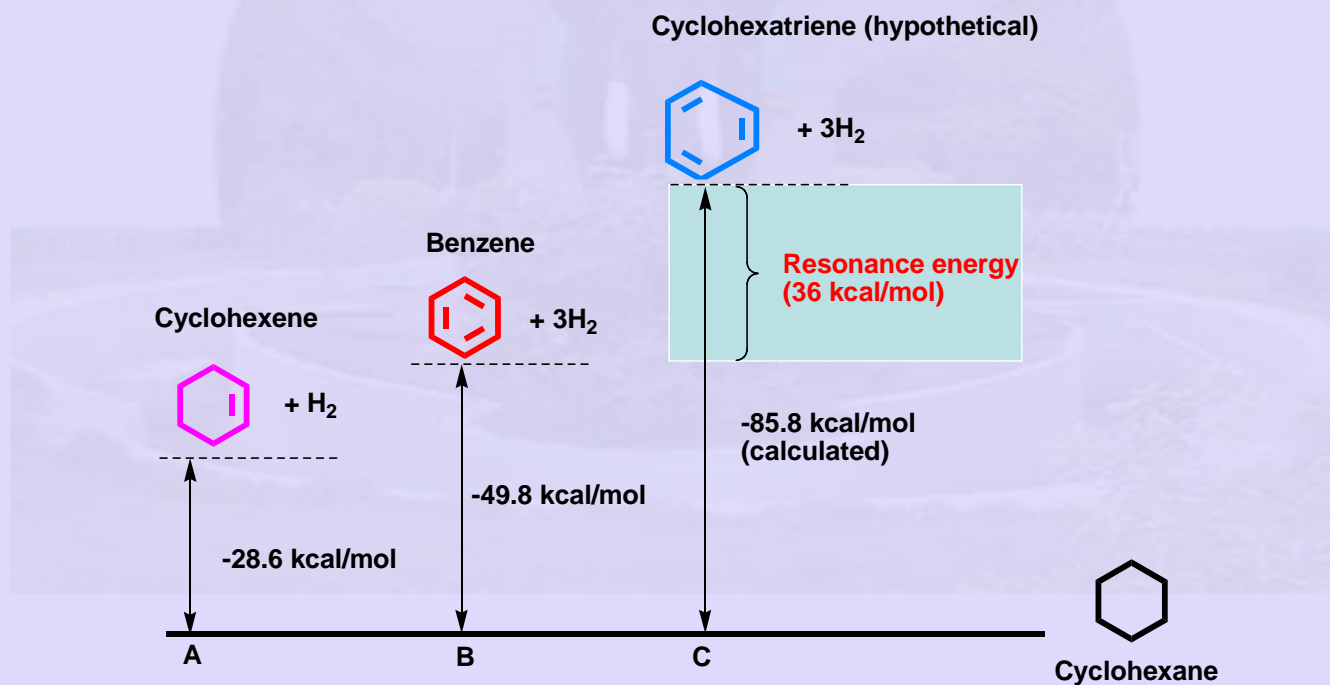 Cyclohexatriene (hypothetical)
+ 3H₂
Benzene
Resonance energy
(36 kcal/mol)
Cyclohexene
+ 3H₂
+ H₂
-85.8 kcal/mol
(calculated)
-49.8 kcal/mol
-28.6 kcal/mol
A
B
C
Cyclohexane